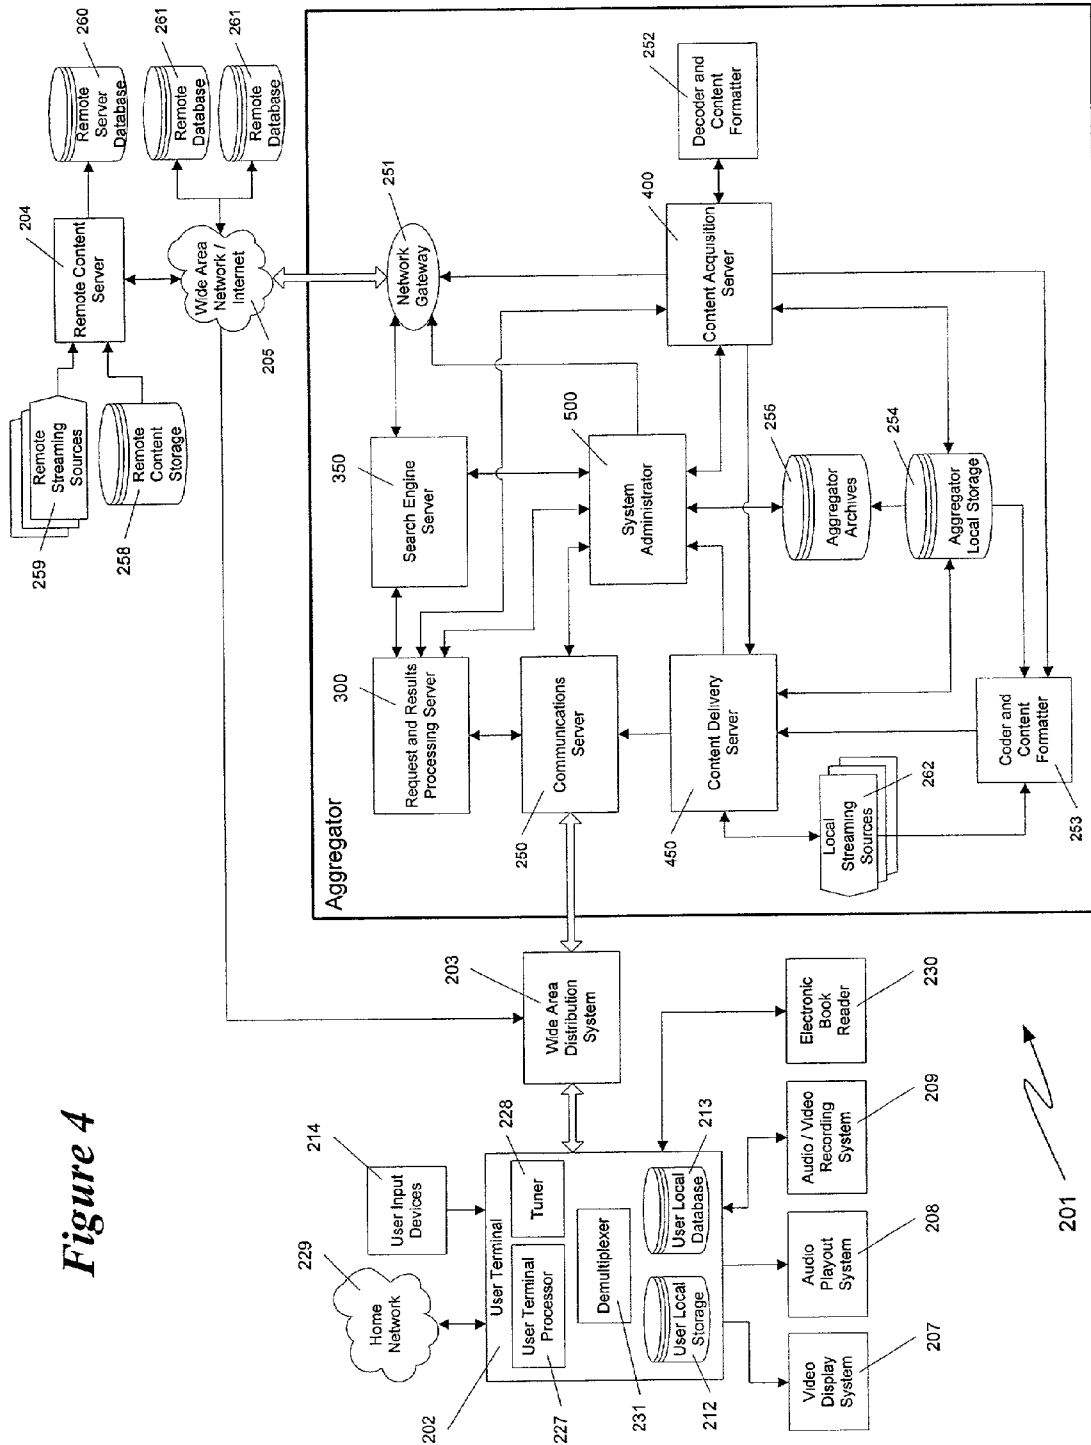 Figure 4
229
Home
Network
214
User Input
Devices
202
User Terminal
User Terminal
Processor
227
Tuner
228
Demultiplexer
231
User Local
Storage
212
User Local
Database
213
Video
Display
System
207
Audio
Playout
System
208
Audio / Video
Recording
System
209
Electronic
Book
Reader
230
201
Wide Area
Distribution
System
203
259
Remote
Streaming
Sources
258
Remote
Content
Storage
204
Remote Content
Server
Wide Area
Network /
Internet
205
260
Remote
Server
Database
261
Remote
Database
261
Remote
Database
Aggregator
300
Request and Results
Processing Server
350
Search Engine
Server
251
Network
Gateway
250
Communications
Server
500
System
Administrator
400
Content Acquisition
Server
252
Decoder and
Content
Formatter
450
Content Delivery
Server
255
Aggregator
Archives
254
Aggregator
Local Storage
262
Local
Streaming
Sources
Coder and
Content
Formatter
253